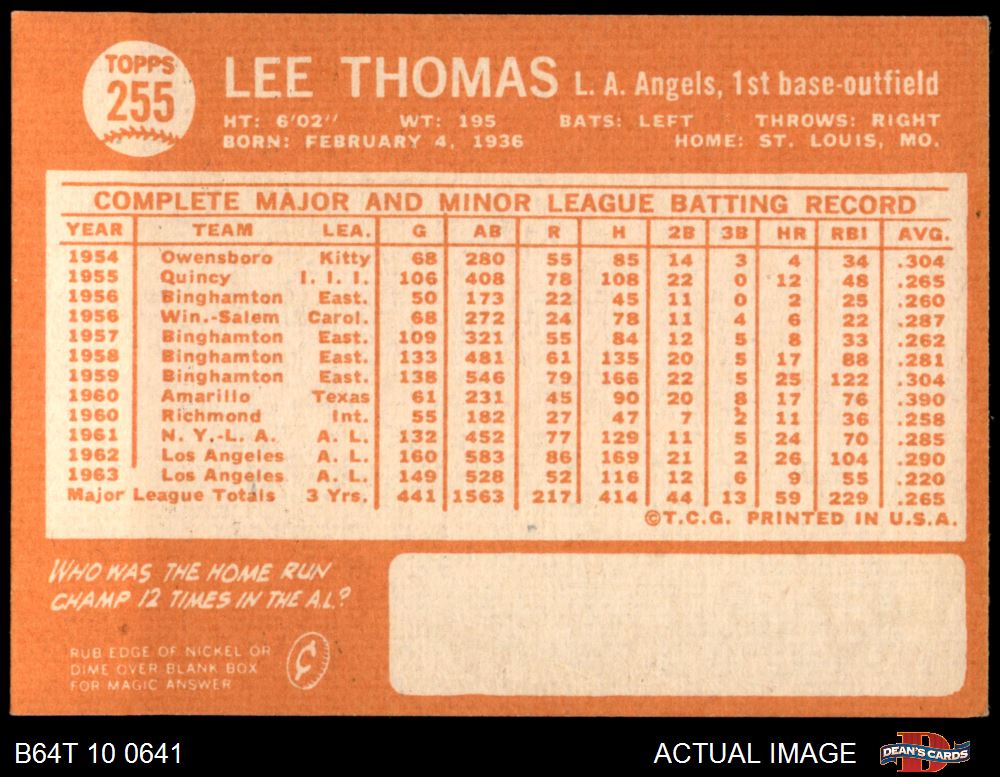 TOPPS
255
LEE THOMAS L. A. Angels, 1st base-outfield
HT: 6'02" WT: 195 BATS: LEFT THROWS: RIGHT
BORN: FEBRUARY 4, 1936 HOME: ST. LOUIS, MO.
COMPLETE MAJOR AND MINOR LEAGUE BATTING RECORD
YEAR TEAM LEA. G AB R H 2B 3B HR RBI AVG.
1954 Owensboro Kitty 68 280 55 85 14 3 4 34 .304
1955 Quincy I. I. I. 106 408 78 108 22 0 12 48 .265
1956 Binghamton East. 50 173 22 45 11 0 2 25 .260
1956 Win.-Salem Carol. 68 272 24 78 11 4 6 22 .287
1957 Binghamton East. 109 321 55 84 12 5 8 33 .262
1958 Binghamton East. 133 481 61 135 20 5 17 88 .281
1959 Binghamton East. 138 546 79 166 22 5 25 122 .304
1960 Amarillo Texas 61 231 45 90 20 8 17 76 .390
1960 Richmond Int. 55 182 27 47 7 2 11 36 .258
1961 N. Y.-L. A. A. L. 132 452 77 129 11 5 24 70 .285
1962 Los Angeles A. L. 160 583 86 169 21 2 26 104 .290
1963 Los Angeles A. L. 149 528 52 116 12 6 9 55 .220
Major League Totals 3 Yrs. 441 1563 217 414 44 13 59 229 .265
©T.C.G. PRINTED IN U.S.A.
WHO WAS THE HOME RUN
CHAMP 12 TIMES IN THE A.L.?
RUB EDGE OF NICKEL OR
DIME OVER BLANK BOX
FOR MAGIC ANSWER
¢
B64T 10 0641 ACTUAL IMAGE DEAN'S CARDS